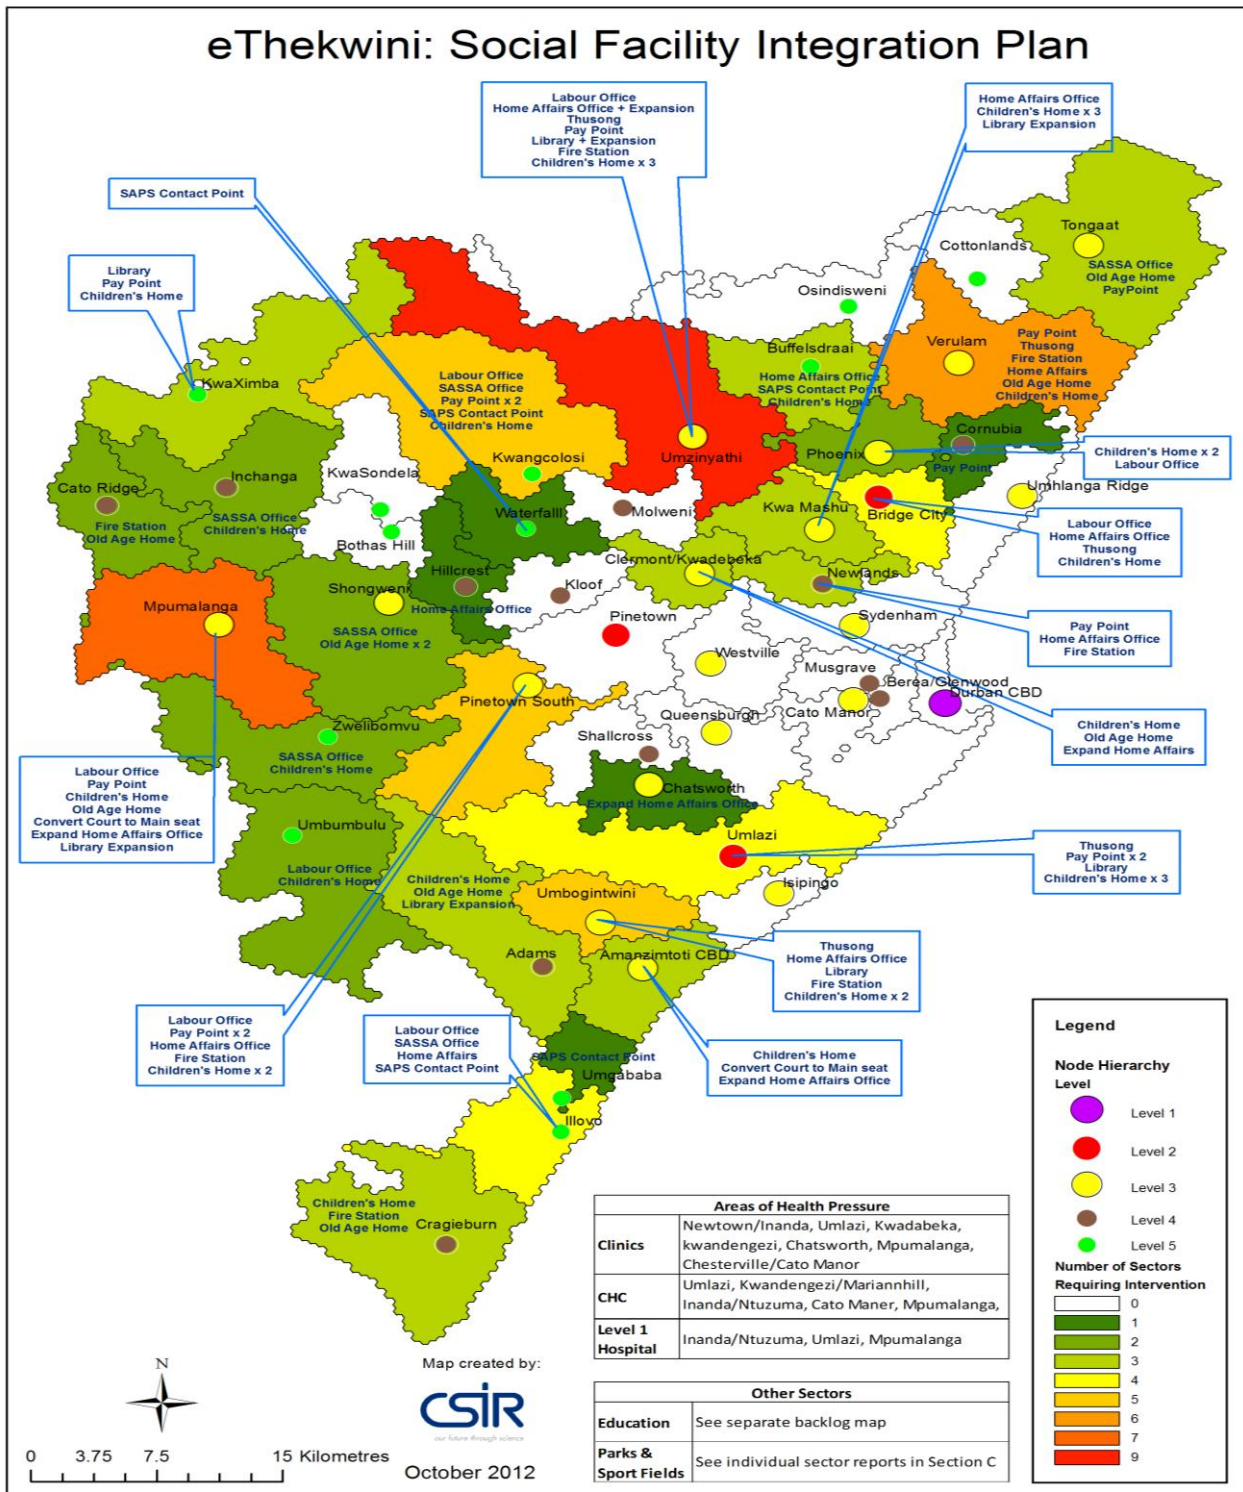 eThekwini: Social Facility Integration Plan
Labour Office
Home Affairs Office + Expansion
Thusong
Pay Point
Library + Expansion
Fire Station
Children's Home x 3
Home Affairs Office
Children's Home x 3
Library Expansion
SAPS Contact Point
Library
Pay Point
Children's Home
Tongaat
SASSA Office
Old Age Home
PayPoint
Cottonlands
Osindisweni
Verulam
Pay Point
Thusong
Fire Station
Home Affairs
Old Age Home
Children's Home
Buffelsdraai
Home Affairs Office
SAPS Contact Point
Children's Home
KwaXimba
Labour Office
SASSA Office
Pay Point x 2
SAPS Contact Point
Children's Home
Kwangcolosi
Umzinyathi
Phoenix
Cornubia
Pay Point
Children's Home x 2
Labour Office
Umhlanga Ridge
Bridge City
Labour Office
Home Affairs Office
Thusong
Children's Home
Kwa Mashu
Molweni
Waterfalll
KwaSondela
Bothas Hill
Inchanga
SASSA Office
Children's Home
Cato Ridge
Fire Station
Old Age Home
Hillcrest
Home Affairs Office
Kloof
Clermont/Kwadebeka
Newlands
Pay Point
Home Affairs Office
Fire Station
Sydenham
Mpumalanga
Shongweni
SASSA Office
Old Age Home x 2
Pinetown
Westville
Musgrave
Berea/Glenwood
Durban CBD
Cato Manor
Queensburgh
Shallcross
Pinetown South
Children's Home
Old Age Home
Expand Home Affairs
Zwelibomvu
SASSA Office
Children's Home
Chatsworth
Expand Home Affairs Office
Labour Office
Pay Point
Children's Home
Old Age Home
Convert Court to Main seat
Expand Home Affairs Office
Library Expansion
Umbumbulu
Labour Office
Children's Home
Umlazi
Thusong
Pay Point x 2
Library
Children's Home x 3
Isipingo
Children's Home
Old Age Home
Library Expansion
Umbogintwini
Adams
Amanzimtoti CBD
Thusong
Home Affairs Office
Library
Fire Station
Children's Home x 2
Labour Office
Pay Point x 2
Home Affairs Office
Fire Station
Children's Home x 2
Labour Office
SASSA Office
Home Affairs
SAPS Contact Point
SAPS Contact Point
Umgababa
Illovo
Children's Home
Convert Court to Main seat
Expand Home Affairs Office
Children's Home
Fire Station
Old Age Home
Cragieburn
Legend
Node Hierarchy
Level
Level 1
Level 2
Level 3
Level 4
Level 5
Number of Sectors
Requiring Intervention
0
1
2
3
4
5
6
7
9
Areas of Health Pressure
Clinics
Newtown/Inanda, Umlazi, Kwadabeka,
kwandengezi, Chatsworth, Mpumalanga,
Chesterville/Cato Manor
CHC
Umlazi, Kwandengezi/Mariannhill,
Inanda/Ntuzuma, Cato Maner, Mpumalanga,
Level 1
Hospital
Inanda/Ntuzuma, Umlazi, Mpumalanga
Other Sectors
Education
See separate backlog map
Parks &
Sport Fields
See individual sector reports in Section C
N
0 3.75 7.5 15 Kilometres
Map created by:
CSIR
our future through science
October 2012